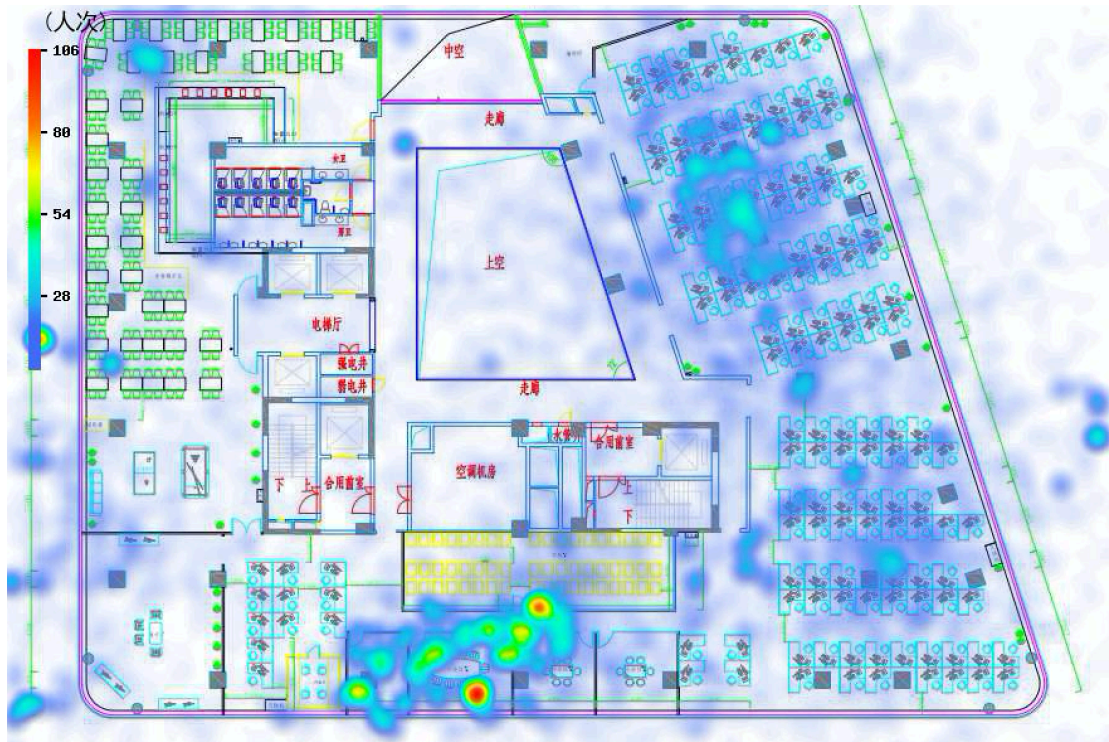 (人次)
106
80
54
28
中空
走廊
女卫
男卫
上空
电梯厅
强电井
弱电井
走廊
水管井
合用前室
空调机房
下
上
合用前室
上
下